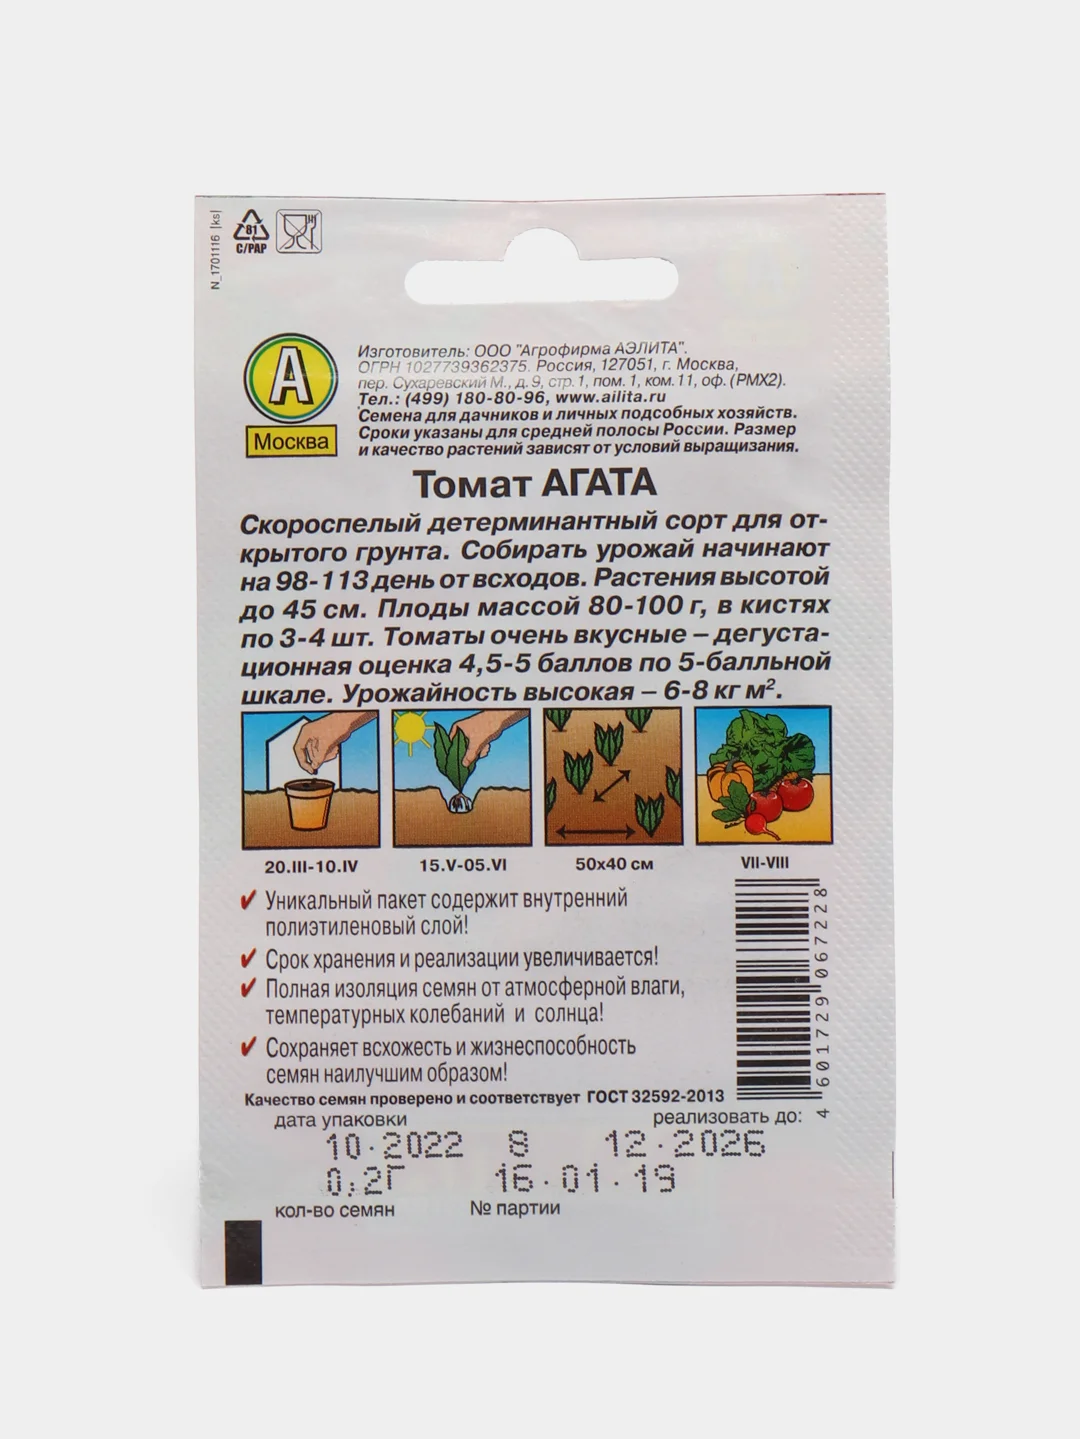 N_1701116 |ks|
81
C/PAP
А
Москва
Изготовитель: ООО "Агрофирма АЭЛИТА".
ОГРН 1027739362375. Россия, 127051, г. Москва,
пер. Сухаревский М., д. 9, стр. 1, пом. 1, ком. 11, оф. (РМХ2).
Тел.: (499) 180-80-96, www.ailita.ru
Семена для дачников и личных подсобных хозяйств.
Сроки указаны для средней полосы России. Размер
и качество растений зависят от условий выращивания.
Томат АГАТА
Скороспелый детерминантный сорт для от-
крытого грунта. Собирать урожай начинают
на 98-113 день от всходов. Растения высотой
до 45 см. Плоды массой 80-100 г, в кистях
по 3-4 шт. Томаты очень вкусные – дегуста-
ционная оценка 4,5-5 баллов по 5-балльной
шкале. Урожайность высокая – 6-8 кг м².
20.III-10.IV 15.V-05.VI 50x40 см VII-VIII
Уникальный пакет содержит внутренний
полиэтиленовый слой!
Срок хранения и реализации увеличивается!
Полная изоляция семян от атмосферной влаги,
температурных колебаний и солнца!
Сохраняет всхожесть и жизнеспособность
семян наилучшим образом!
4 601729 067228
Качество семян проверено и соответствует ГОСТ 32592-2013
дата упаковки реализовать до:
10.2022 8 12.2026
0,2Г 16.01.19
кол-во семян № партии